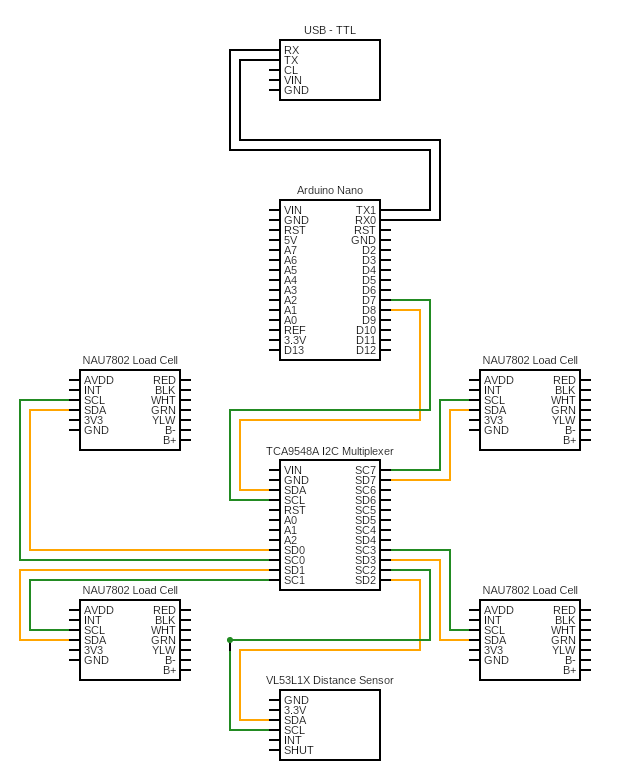 USB - TTL
RX
TX
CL
VIN
GND
Arduino Nano
VIN TX1
GND RX0
RST RST
5V GND
A7 D2
A6 D3
A5 D4
A4 D5
A3 D6
A2 D7
A1 D8
A0 D9
REF D10
3.3V D11
D13 D12
NAU7802 Load Cell
AVDD RED
INT BLK
SCL WHT
SDA GRN
3V3 YLW
GND B-
B+
NAU7802 Load Cell
AVDD RED
INT BLK
SCL WHT
SDA GRN
3V3 YLW
GND B-
B+
TCA9548A I2C Multiplexer
VIN SC7
GND SD7
SDA SC6
SCL SD6
RST SC5
A0 SD5
A1 SC4
A2 SD4
SD0 SC3
SC0 SD3
SD1 SC2
SC1 SD2
NAU7802 Load Cell
AVDD RED
INT BLK
SCL WHT
SDA GRN
3V3 YLW
GND B-
B+
NAU7802 Load Cell
AVDD RED
INT BLK
SCL WHT
SDA GRN
3V3 YLW
GND B-
B+
VL53L1X Distance Sensor
GND
3.3V
SDA
SCL
INT
SHUT